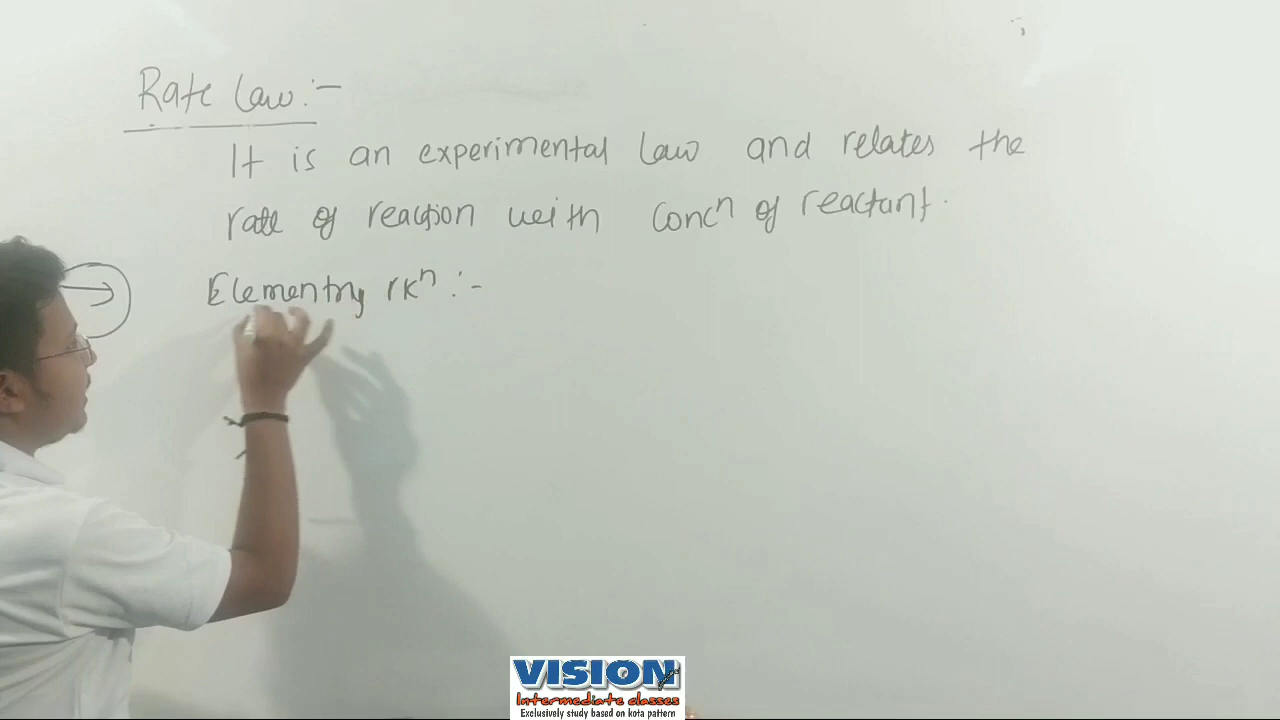 Rate Law :-
It is an experimental Law and relates the
rate of reaction with concⁿ of reactant.
Elementry rxⁿ :-
VISION
Intermediate classes
Exclusively study based on kota pattern